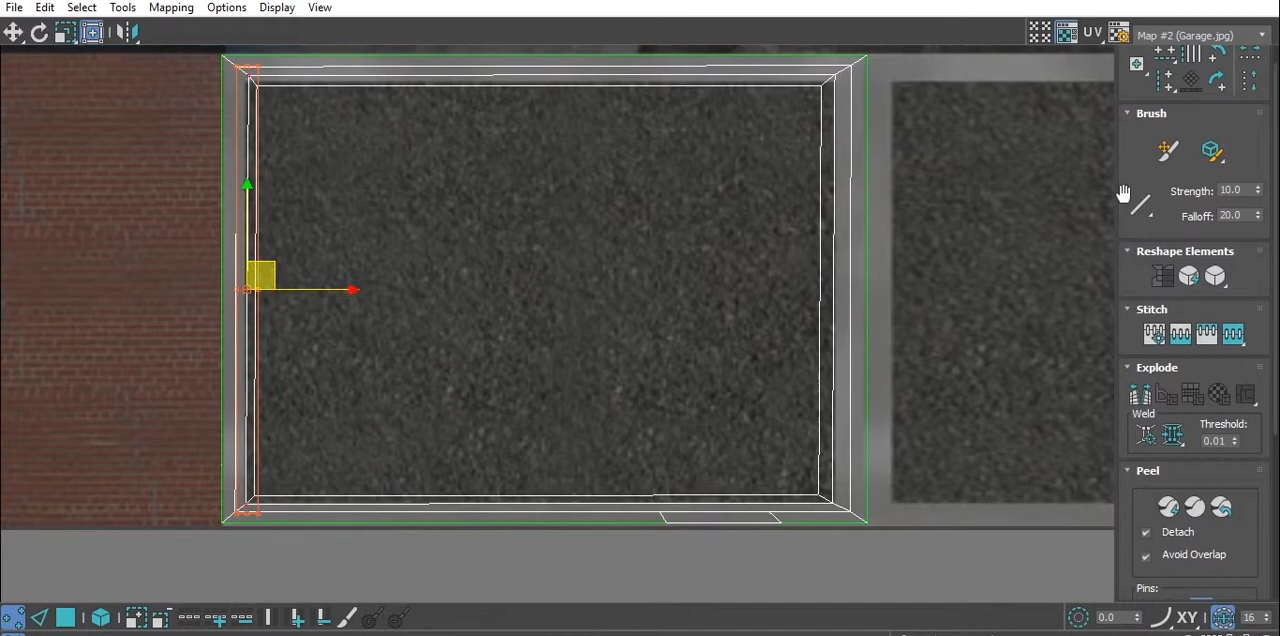 File Edit Select Tools Mapping Options Display View
UV Map #2 (Garage.jpg)
Brush
Strength: 10.0
Falloff: 20.0
Reshape Elements
Stitch
Explode
Weld
Threshold:
0.01
Peel
Detach
Avoid Overlap
Pins:
0.0 XY 16